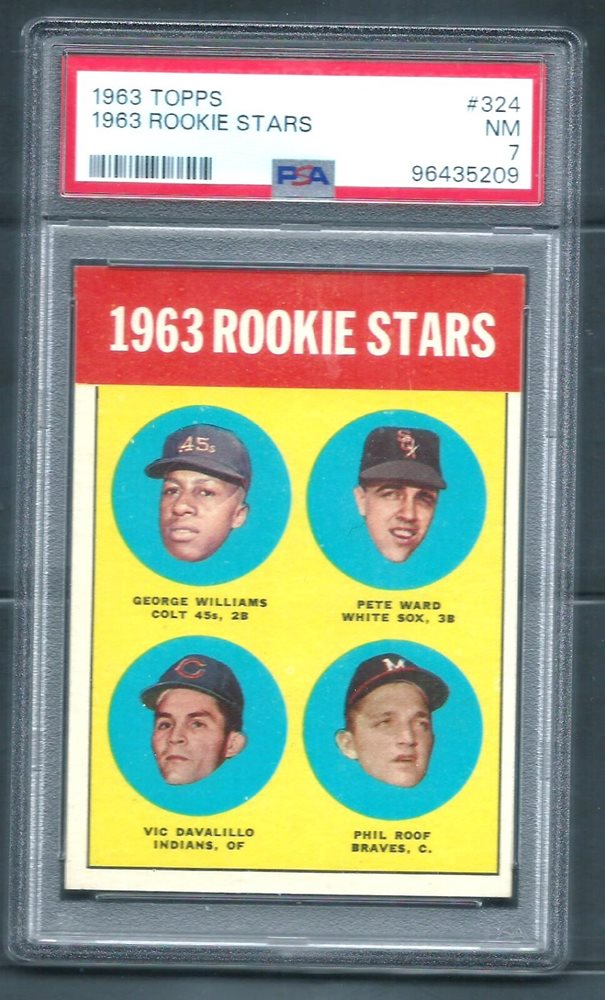 1963 TOPPS #324
1963 ROOKIE STARS NM
7
PSA 96435209
1963 ROOKIE STARS
45s
SOX
GEORGE WILLIAMS
COLT 45s, 2B
PETE WARD
WHITE SOX, 3B
C
M
VIC DAVALILLO
INDIANS, OF
PHIL ROOF
BRAVES, C.